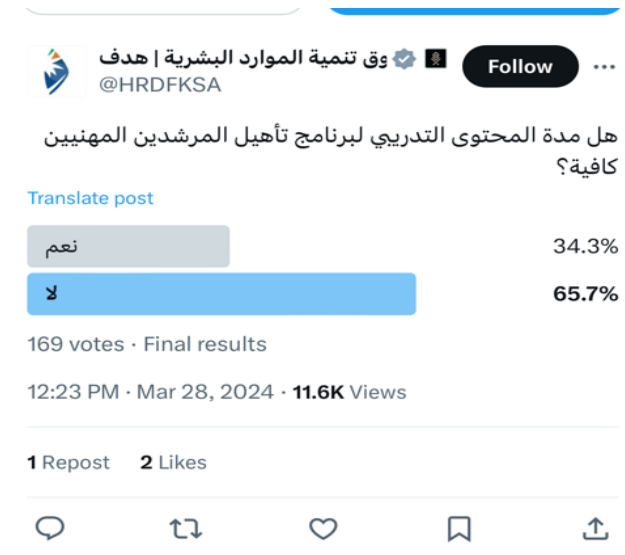 وق تنمية الموارد البشرية | هدف
@HRDFKSA
Follow
هل مدة المحتوى التدريبي لبرنامج تأهيل المرشدين المهنيين
كافية؟
Translate post
نعم 34.3%
لا 65.7%
169 votes · Final results
12:23 PM · Mar 28, 2024 · 11.6K Views
1 Repost 2 Likes